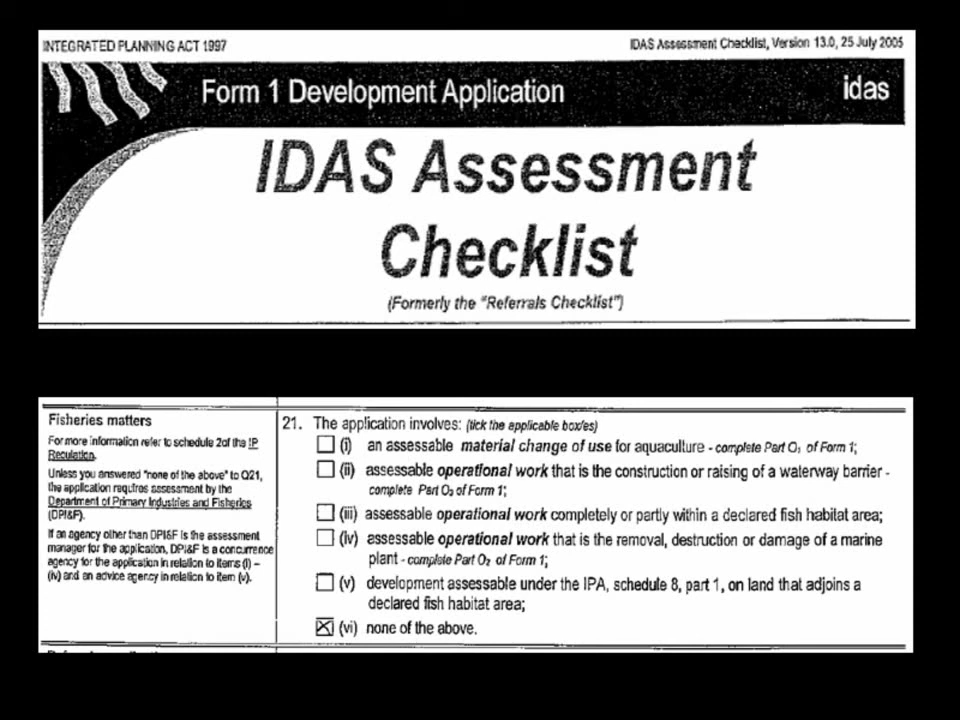 INTEGRATED PLANNING ACT 1997
IDAS Assessment Checklist, Version 13.0, 25 July 2005
Form 1 Development Application
idas
IDAS Assessment
Checklist
(Formerly the "Referrals Checklist")
Fisheries matters
For more information refer to schedule 2 of the IP
Regulation.
Unless you answered "none of the above" to Q21,
the application requires assessment by the
Department of Primary Industries and Fisheries
(DPI&F).
If an agency other than DPI&F is the assessment
manager for the application, DPI&F is a concurrence
agency for the application in relation to items (i) –
(iv) and an advice agency in relation to item (v).
21. The application involves: (tick the applicable box/es)
(i) an assessable material change of use for aquaculture - complete Part O₁ of Form 1;
(ii) assessable operational work that is the construction or raising of a waterway barrier -
complete Part O₃ of Form 1;
(iii) assessable operational work completely or partly within a declared fish habitat area;
(iv) assessable operational work that is the removal, destruction or damage of a marine
plant - complete Part O₂ of Form 1;
(v) development assessable under the IPA, schedule 8, part 1, on land that adjoins a
declared fish habitat area;
(vi) none of the above.